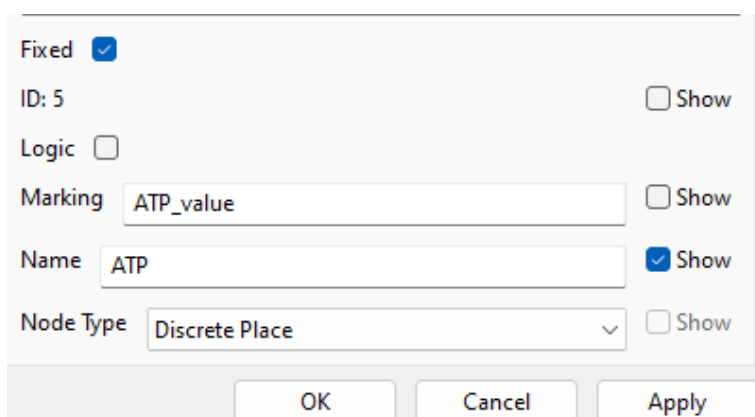 Fixed
ID: 5 Show
Logic
Marking ATP_value Show
Name ATP Show
Node Type Discrete Place Show
OK Cancel Apply